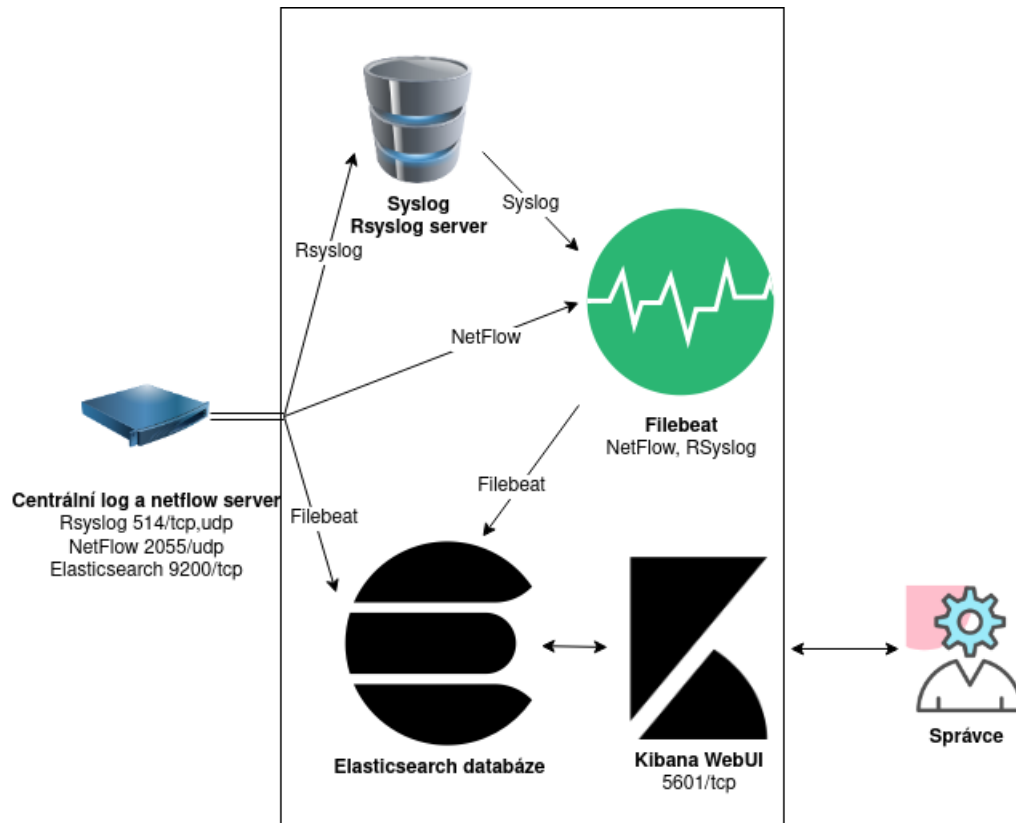 Syslog
Rsyslog server
Syslog
Rsyslog
NetFlow
Filebeat
NetFlow, RSyslog
Centrální log a netflow server
Rsyslog 514/tcp,udp
NetFlow 2055/udp
Elasticsearch 9200/tcp
Filebeat
Filebeat
Elasticsearch databáze
Kibana WebUI
5601/tcp
Správce